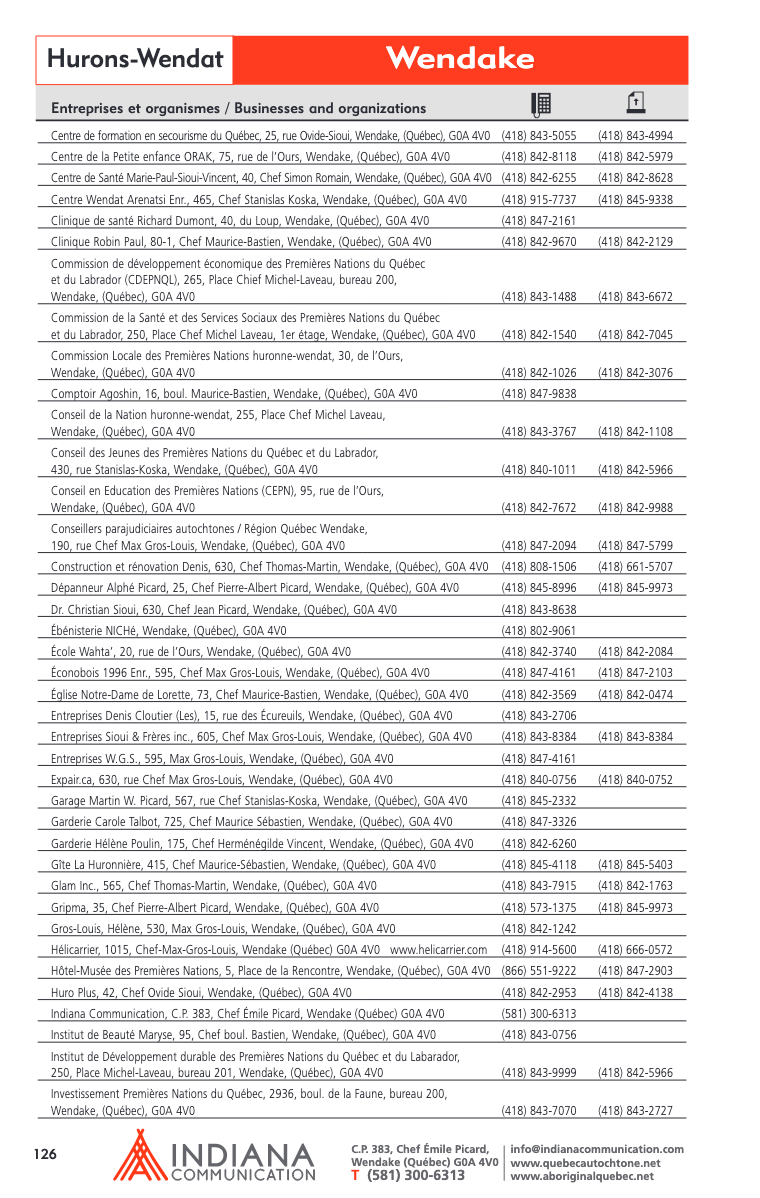 Hurons-Wendat Wendake
Entreprises et organismes / Businesses and organizations
Centre de formation en secourisme du Québec, 25, rue Ovide-Sioui, Wendake, (Québec), G0A 4V0 (418) 843-5055 (418) 843-4994
Centre de la Petite enfance ORAK, 75, rue de l'Ours, Wendake, (Québec), G0A 4V0 (418) 842-8118 (418) 842-5979
Centre de Santé Marie-Paul-Sioui-Vincent, 40, Chef Simon Romain, Wendake, (Québec), G0A 4V0 (418) 842-6255 (418) 842-8628
Centre Wendat Arenatsi Enr., 465, Chef Stanislas Koska, Wendake, (Québec), G0A 4V0 (418) 915-7737 (418) 845-9338
Clinique de santé Richard Dumont, 40, du Loup, Wendake, (Québec), G0A 4V0 (418) 847-2161
Clinique Robin Paul, 80-1, Chef Maurice-Bastien, Wendake, (Québec), G0A 4V0 (418) 842-9670 (418) 842-2129
Commission de développement économique des Premières Nations du Québec
et du Labrador (CDEPNQL), 265, Place Chief Michel-Laveau, bureau 200,
Wendake, (Québec), G0A 4V0 (418) 843-1488 (418) 843-6672
Commission de la Santé et des Services Sociaux des Premières Nations du Québec
et du Labrador, 250, Place Chef Michel Laveau, 1er étage, Wendake, (Québec), G0A 4V0 (418) 842-1540 (418) 842-7045
Commission Locale des Premières Nations huronne-wendat, 30, de l'Ours,
Wendake, (Québec), G0A 4V0 (418) 842-1026 (418) 842-3076
Comptoir Agoshin, 16, boul. Maurice-Bastien, Wendake, (Québec), G0A 4V0 (418) 847-9838
Conseil de la Nation huronne-wendat, 255, Place Chef Michel Laveau,
Wendake, (Québec), G0A 4V0 (418) 843-3767 (418) 842-1108
Conseil des Jeunes des Premières Nations du Québec et du Labrador,
430, rue Stanislas-Koska, Wendake, (Québec), G0A 4V0 (418) 840-1011 (418) 842-5966
Conseil en Education des Premières Nations (CEPN), 95, rue de l'Ours,
Wendake, (Québec), G0A 4V0 (418) 842-7672 (418) 842-9988
Conseillers parajudiciaires autochtones / Région Québec Wendake,
190, rue Chef Max Gros-Louis, Wendake, (Québec), G0A 4V0 (418) 847-2094 (418) 847-5799
Construction et rénovation Denis, 630, Chef Thomas-Martin, Wendake, (Québec), G0A 4V0 (418) 808-1506 (418) 661-5707
Dépanneur Alphé Picard, 25, Chef Pierre-Albert Picard, Wendake, (Québec), G0A 4V0 (418) 845-8996 (418) 845-9973
Dr. Christian Sioui, 630, Chef Jean Picard, Wendake, (Québec), G0A 4V0 (418) 843-8638
Ébénisterie NICHé, Wendake, (Québec), G0A 4V0 (418) 802-9061
École Wahta', 20, rue de l'Ours, Wendake, (Québec), G0A 4V0 (418) 842-3740 (418) 842-2084
Éconobois 1996 Enr., 595, Chef Max Gros-Louis, Wendake, (Québec), G0A 4V0 (418) 847-4161 (418) 847-2103
Église Notre-Dame de Lorette, 73, Chef Maurice-Bastien, Wendake, (Québec), G0A 4V0 (418) 842-3569 (418) 842-0474
Entreprises Denis Cloutier (Les), 15, rue des Écureuils, Wendake, (Québec), G0A 4V0 (418) 843-2706
Entreprises Sioui & Frères inc., 605, Chef Max Gros-Louis, Wendake, (Québec), G0A 4V0 (418) 843-8384 (418) 843-8384
Entreprises W.G.S., 595, Max Gros-Louis, Wendake, (Québec), G0A 4V0 (418) 847-4161
Expair.ca, 630, rue Chef Max Gros-Louis, Wendake, (Québec), G0A 4V0 (418) 840-0756 (418) 840-0752
Garage Martin W. Picard, 567, rue Chef Stanislas-Koska, Wendake, (Québec), G0A 4V0 (418) 845-2332
Garderie Carole Talbot, 725, Chef Maurice Sébastien, Wendake, (Québec), G0A 4V0 (418) 847-3326
Garderie Hélène Poulin, 175, Chef Herménégilde Vincent, Wendake, (Québec), G0A 4V0 (418) 842-6260
Gîte La Huronnière, 415, Chef Maurice-Sébastien, Wendake, (Québec), G0A 4V0 (418) 845-4118 (418) 845-5403
Glam Inc., 565, Chef Thomas-Martin, Wendake, (Québec), G0A 4V0 (418) 843-7915 (418) 842-1763
Gripma, 35, Chef Pierre-Albert Picard, Wendake, (Québec), G0A 4V0 (418) 573-1375 (418) 845-9973
Gros-Louis, Hélène, 530, Max Gros-Louis, Wendake, (Québec), G0A 4V0 (418) 842-1242
Hélicarrier, 1015, Chef-Max-Gros-Louis, Wendake (Québec) G0A 4V0 www.helicarrier.com (418) 914-5600 (418) 666-0572
Hôtel-Musée des Premières Nations, 5, Place de la Rencontre, Wendake, (Québec), G0A 4V0 (866) 551-9222 (418) 847-2903
Huro Plus, 42, Chef Ovide Sioui, Wendake, (Québec), G0A 4V0 (418) 842-2953 (418) 842-4138
Indiana Communication, C.P. 383, Chef Émile Picard, Wendake (Québec) G0A 4V0 (581) 300-6313
Institut de Beauté Maryse, 95, Chef boul. Bastien, Wendake, (Québec), G0A 4V0 (418) 843-0756
Institut de Développement durable des Premières Nations du Québec et du Labarador,
250, Place Michel-Laveau, bureau 201, Wendake, (Québec), G0A 4V0 (418) 843-9999 (418) 842-5966
Investissement Premières Nations du Québec, 2936, boul. de la Faune, bureau 200,
Wendake, (Québec), G0A 4V0 (418) 843-7070 (418) 843-2727
126
INDIANA
COMMUNICATION
C.P. 383, Chef Émile Picard,
Wendake (Québec) G0A 4V0
T (581) 300-6313
info@indianacommunication.com
www.quebecautochtone.net
www.aboriginalquebec.net